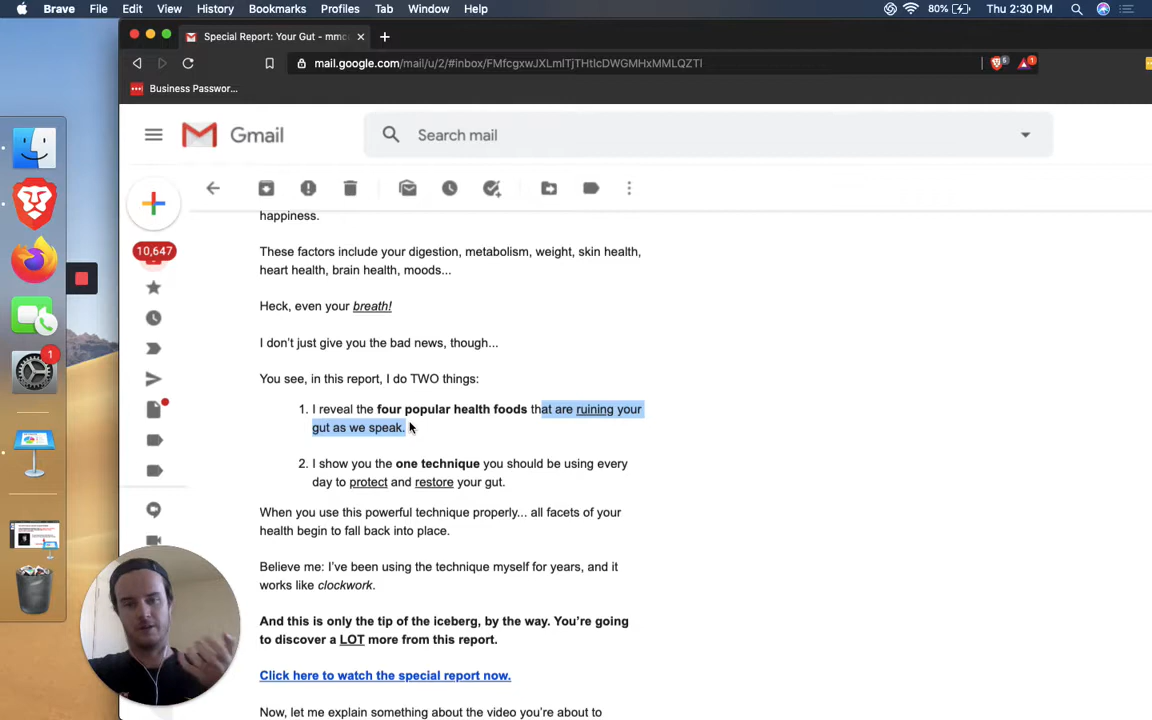 Brave File Edit View History Bookmarks Profiles Tab Window Help 80% Thu 2:30 PM
Special Report: Your Gut - mmc
mail.google.com/mail/u/2/#inbox/FMfcgxwJXLmlTjTHtlcDWGMHxMMLQZTl
5
1
Business Passwor...
Gmail
Search mail
10,647
1
happiness.
These factors include your digestion, metabolism, weight, skin health,
heart health, brain health, moods...
Heck, even your breath!
I don't just give you the bad news, though...
You see, in this report, I do TWO things:
1. I reveal the four popular health foods that are ruining your
gut as we speak.
2. I show you the one technique you should be using every
day to protect and restore your gut.
When you use this powerful technique properly... all facets of your
health begin to fall back into place.
Believe me: I've been using the technique myself for years, and it
works like clockwork.
And this is only the tip of the iceberg, by the way. You're going
to discover a LOT more from this report.
Click here to watch the special report now.
Now, let me explain something about the video you're about to